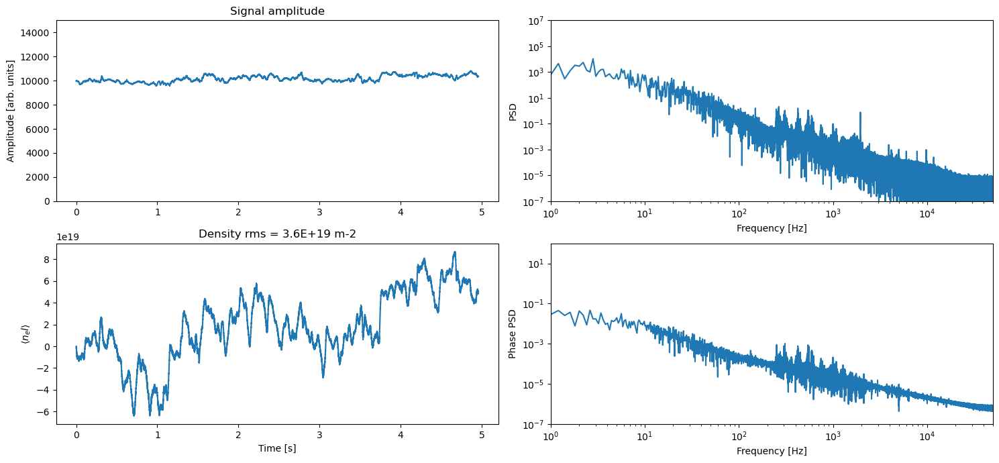 Signal amplitude
Amplitude [arb. units]
14000
12000
10000
8000
6000
4000
2000
0
0 1 2 3 4 5
PSD
10^7
10^5
10^3
10^1
10^-1
10^-3
10^-5
10^-7
10^0 10^1 10^2 10^3 10^4
Frequency [Hz]
1e19
Density rms = 3.6E+19 m-2
⟨n_e l⟩
8
6
4
2
0
−2
−4
−6
0 1 2 3 4 5
Time [s]
Phase PSD
10^1
10^-1
10^-3
10^-5
10^-7
10^0 10^1 10^2 10^3 10^4
Frequency [Hz]